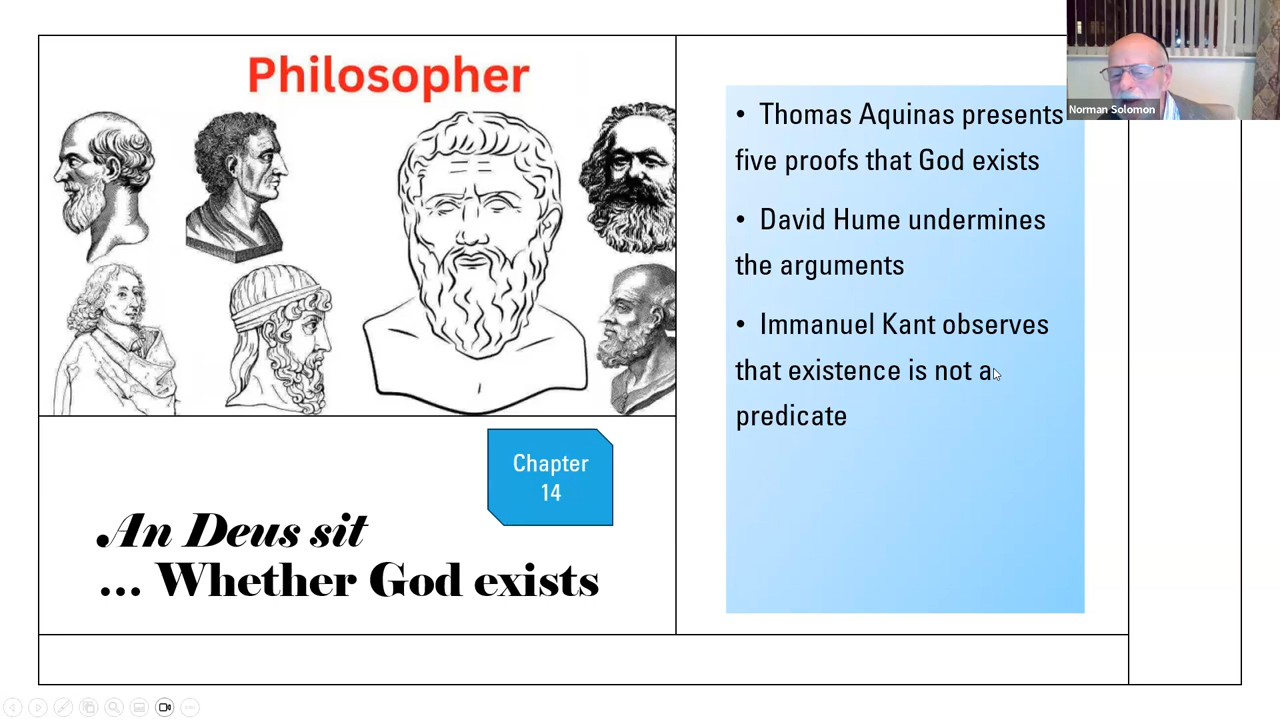 Philosopher
Chapter
14
An Deus sit
... Whether God exists
• Thomas Aquinas presents
five proofs that God exists
• David Hume undermines
the arguments
• Immanuel Kant observes
that existence is not a
predicate
Norman Solomon